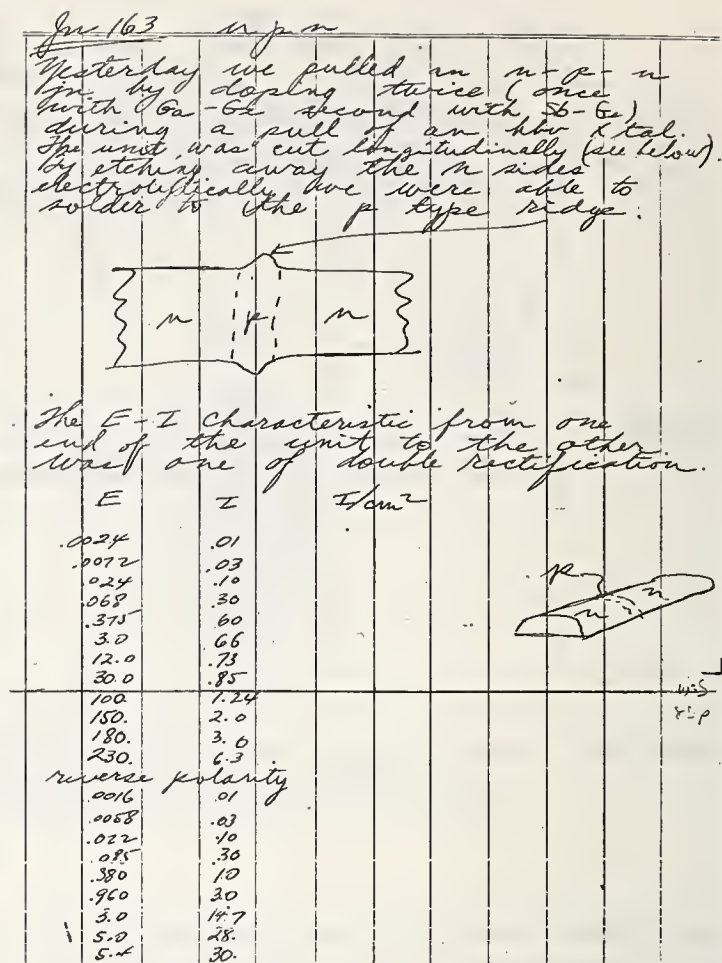 Jn 163 n p n
Yesterday we pulled an n-p-n
jn by doping twice (once
with Ga-Ge second with Sb-Ge)
during a pull of an hbv Xtal.
The unit was cut longitudinally (see below).
By etching away the n sides
electrolytically we were able to
solder to the p type ridge.
n p n
The E-I characteristic from one
end of the unit to the other
was one of double rectification.
E I I/cm²
.0024 .01
.0072 .03
.024 .10
.068 .30
.375 .60
3.0 .66
12.0 .73
30.0 .85
100. 1.24
150. 2.0
180. 3.0
230. 6.3
p
n n
reverse polarity
.0016 .01
.0058 .03
.022 .10
.085 .30
.380 1.0
.960 3.0
3.0 14.7
5.0 28.
5.4 30.